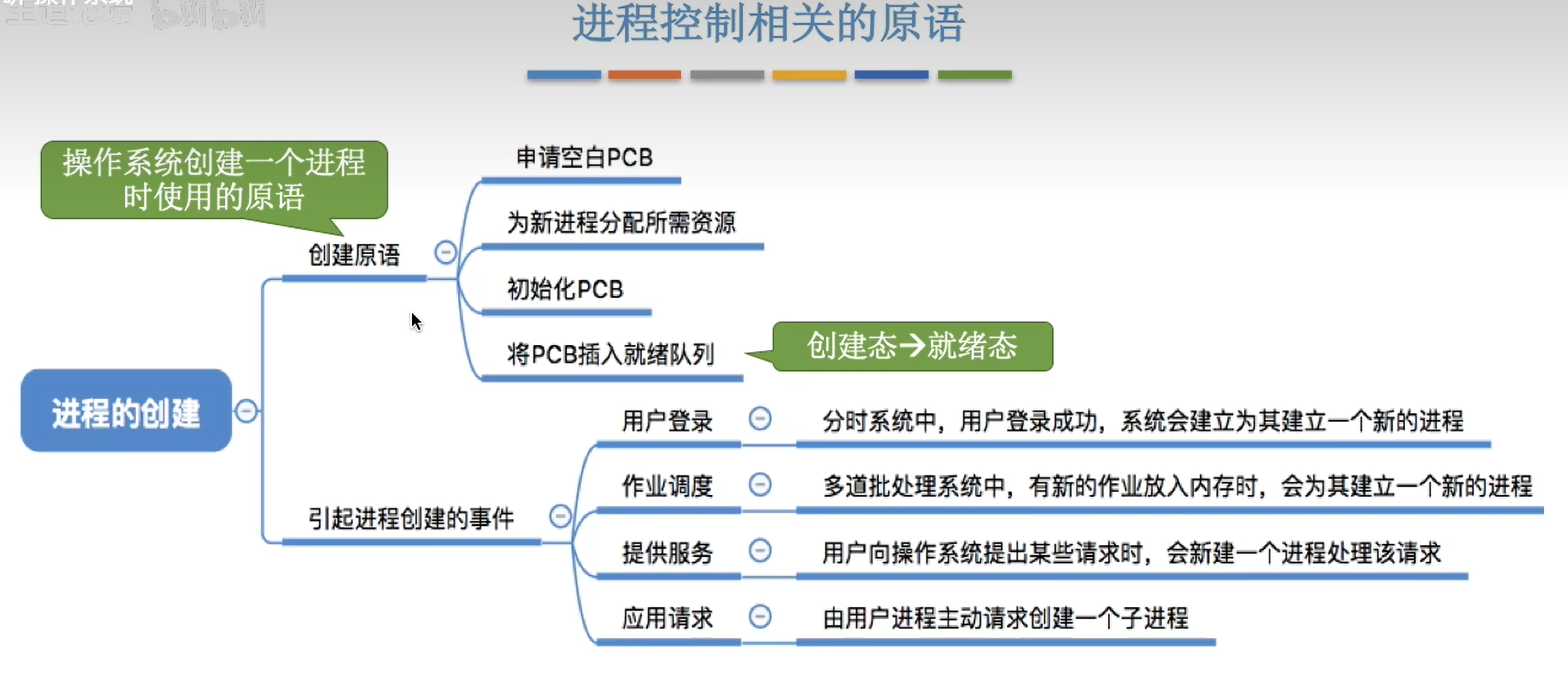 进程控制相关的原语
操作系统创建一个进程
时使用的原语
创建原语
申请空白PCB
为新进程分配所需资源
初始化PCB
将PCB插入就绪队列
创建态→就绪态
进程的创建
引起进程创建的事件
用户登录
分时系统中，用户登录成功，系统会建立为其建立一个新的进程
作业调度
多道批处理系统中，有新的作业放入内存时，会为其建立一个新的进程
提供服务
用户向操作系统提出某些请求时，会新建一个进程处理该请求
应用请求
由用户进程主动请求创建一个子进程